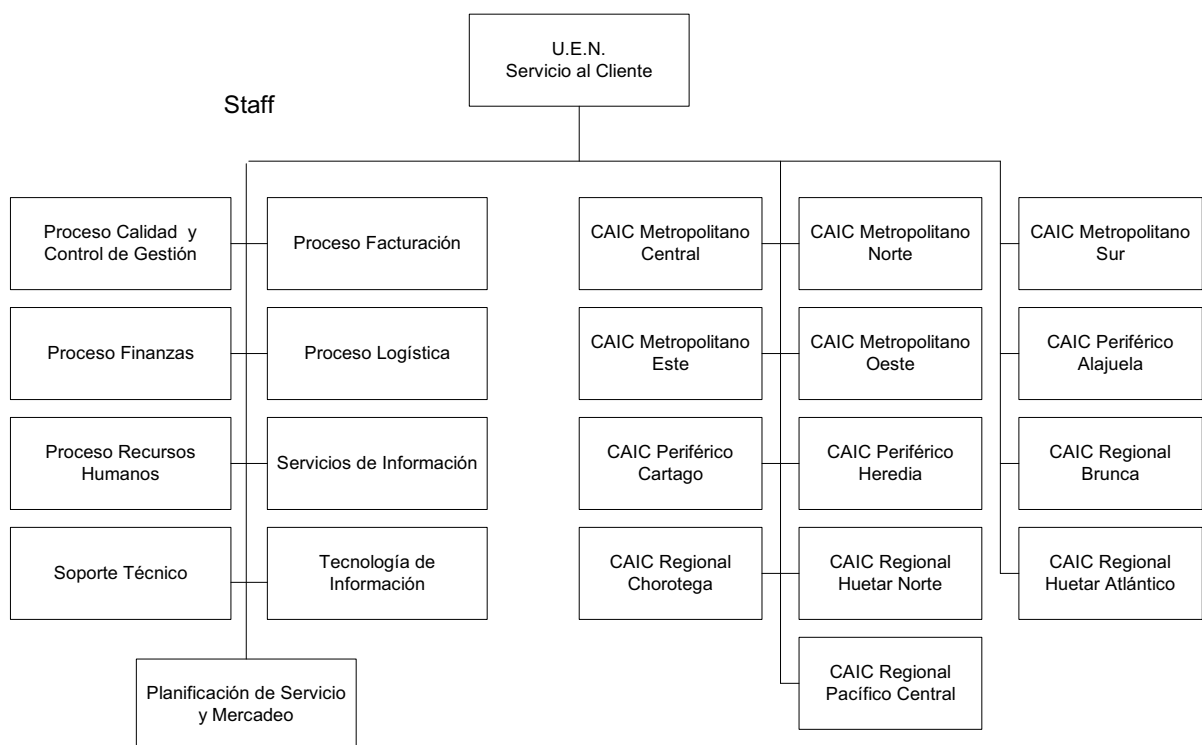 U.E.N.
Servicio al Cliente
Staff
Proceso Calidad y
Control de Gestión
Proceso Facturación
CAIC Metropolitano
Central
CAIC Metropolitano
Norte
CAIC Metropolitano
Sur
Proceso Finanzas
Proceso Logística
CAIC Metropolitano
Este
CAIC Metropolitano
Oeste
CAIC Periférico
Alajuela
Proceso Recursos
Humanos
Servicios de Información
CAIC Periférico
Cartago
CAIC Periférico
Heredia
CAIC Regional
Brunca
Soporte Técnico
Tecnología de
Información
CAIC Regional
Chorotega
CAIC Regional
Huetar Norte
CAIC Regional
Huetar Atlántico
Planificación de Servicio
y Mercadeo
CAIC Regional
Pacífico Central